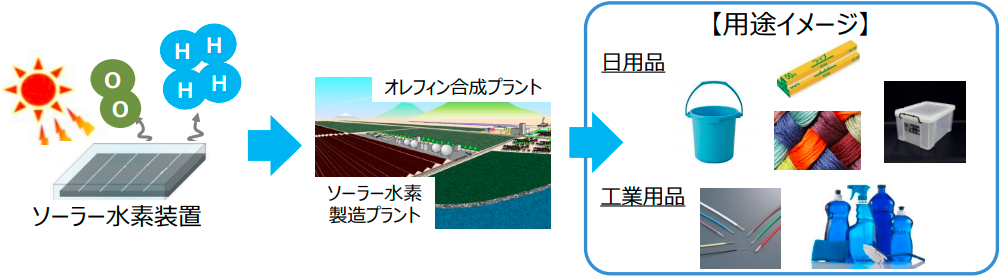 【用途イメージ】
日用品
オレフィン合成プラント
O
O
H
H
H
H
ソーラー水素装置
ソーラー水素
製造プラント
工業用品